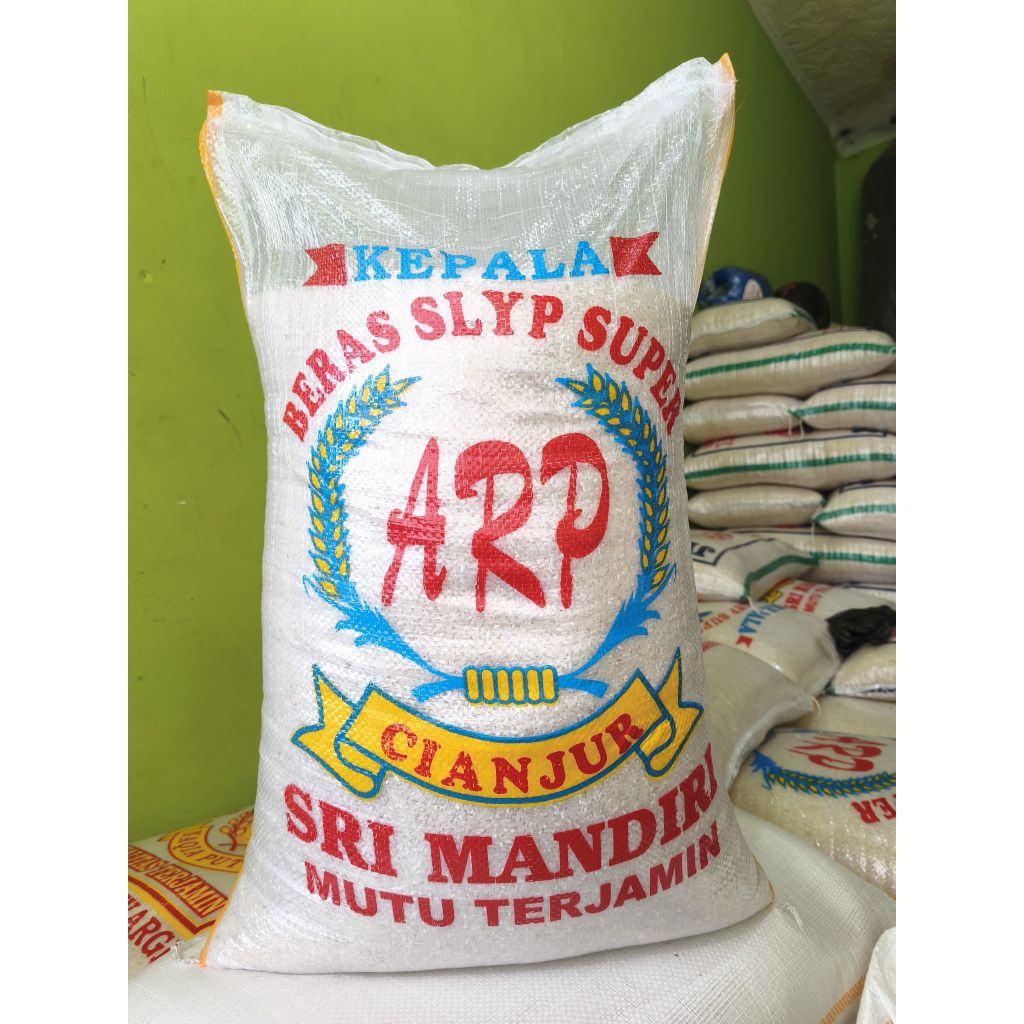 KEPALA
BERAS SLYP SUPER
ARP
CIANJUR
SRI MANDIRI
MUTU TERJAMIN